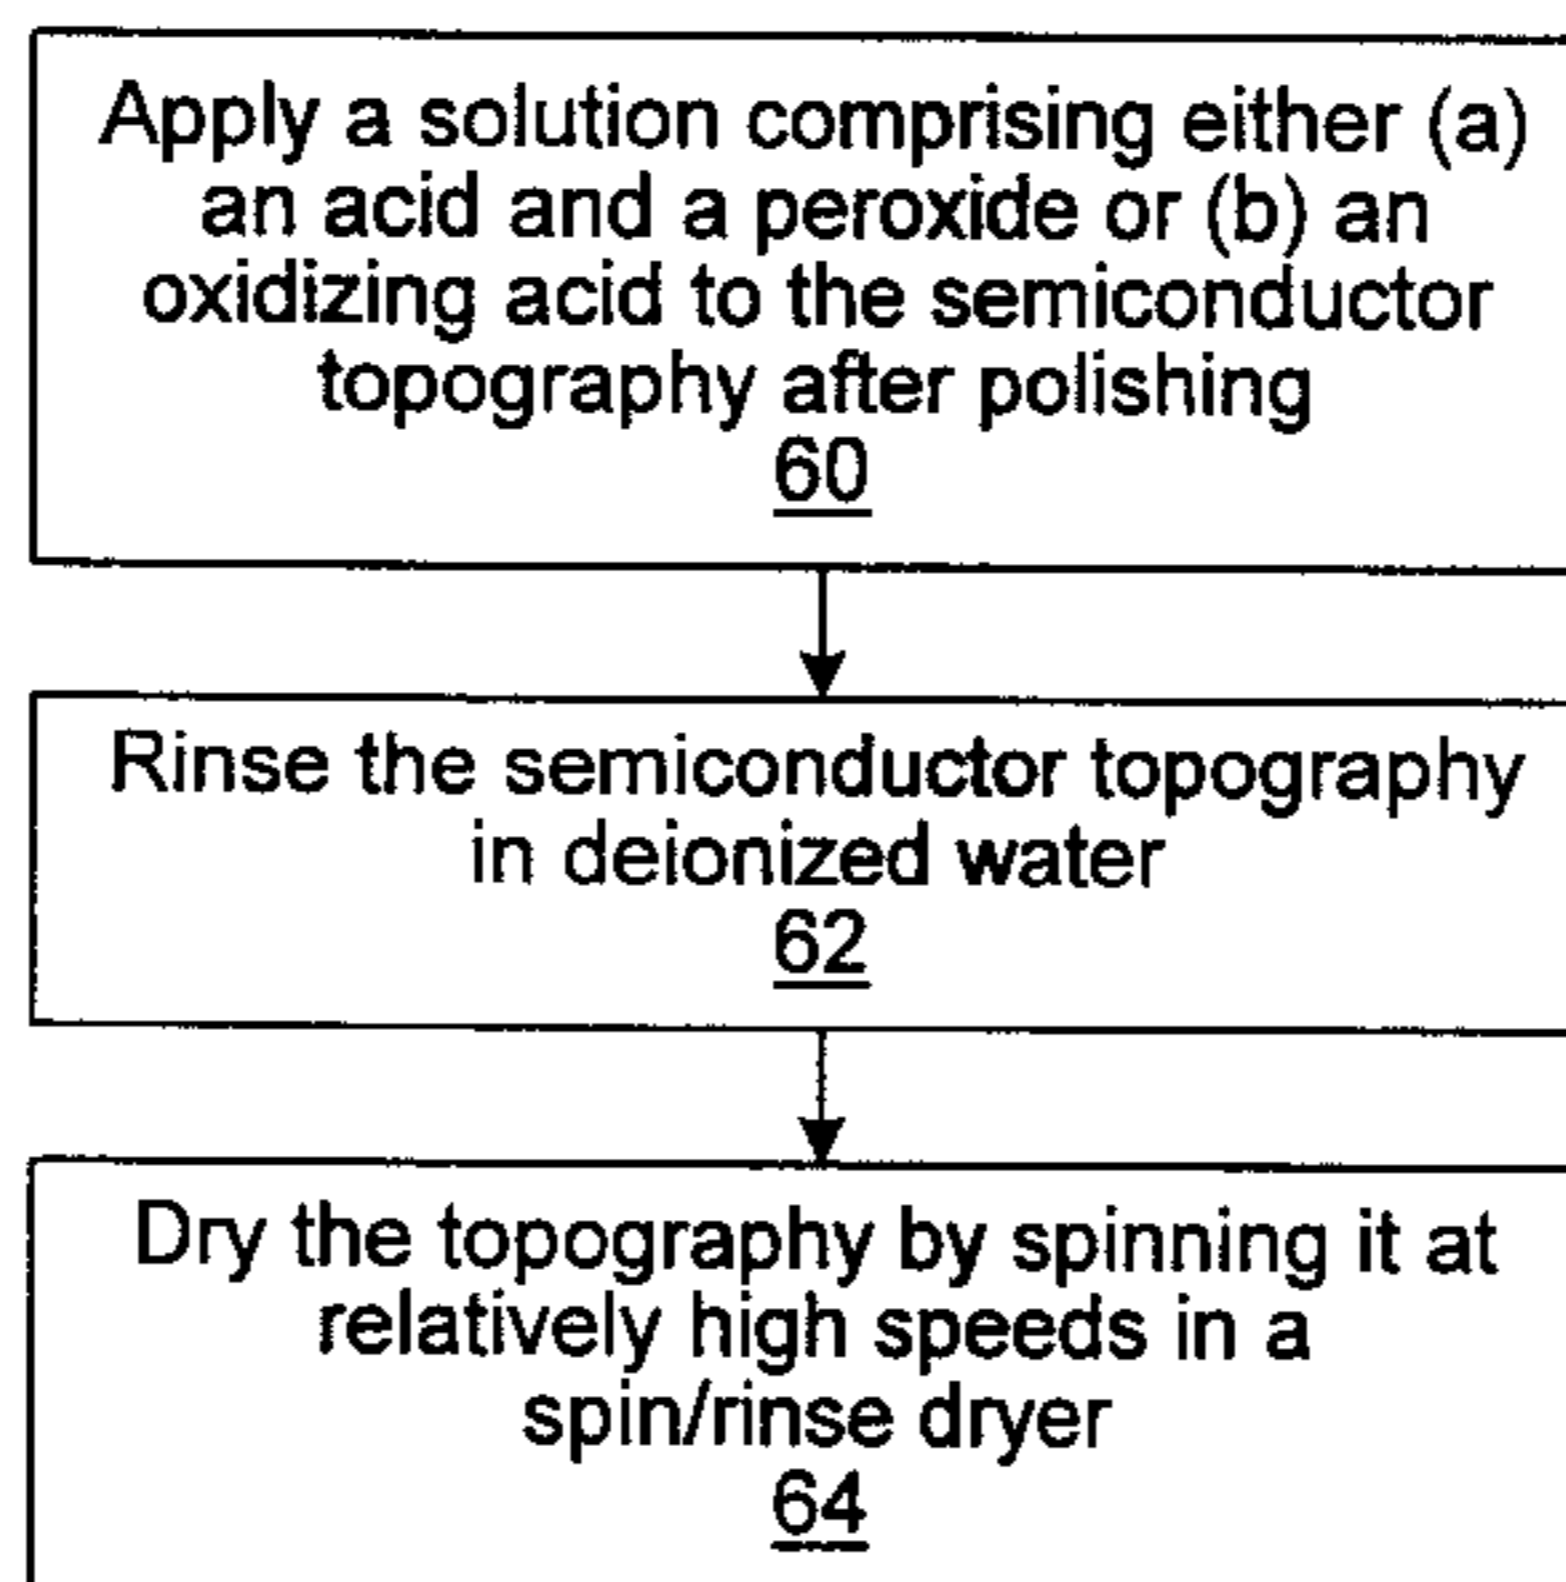 Apply a solution comprising either (a)
an acid and a peroxide or (b) an
oxidizing acid to the semiconductor
topography after polishing
60
Rinse the semiconductor topography
in deionized water
62
Dry the topography by spinning it at
relatively high speeds in a
spin/rinse dryer
64